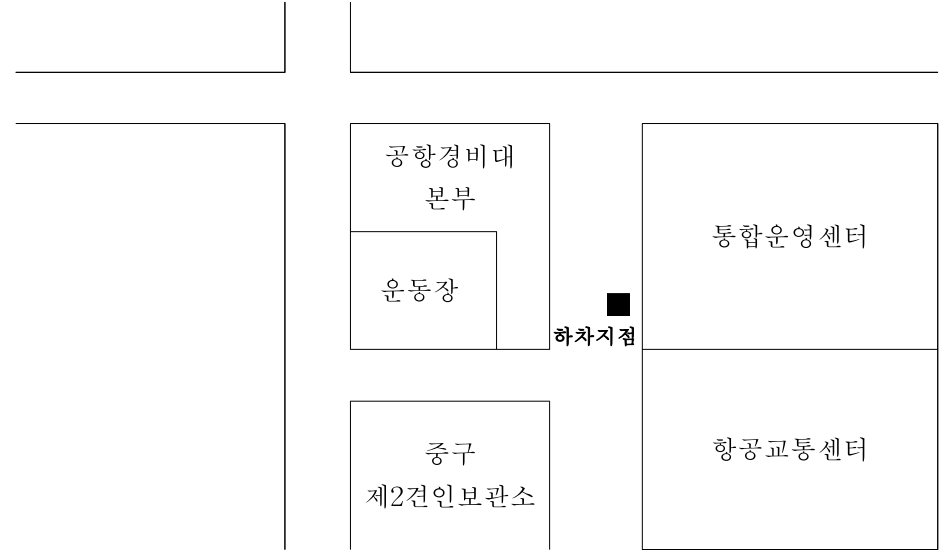 공항경비대
본부
통합운영센터
운동장
하차지점
중구
제2견인보관소
항공교통센터